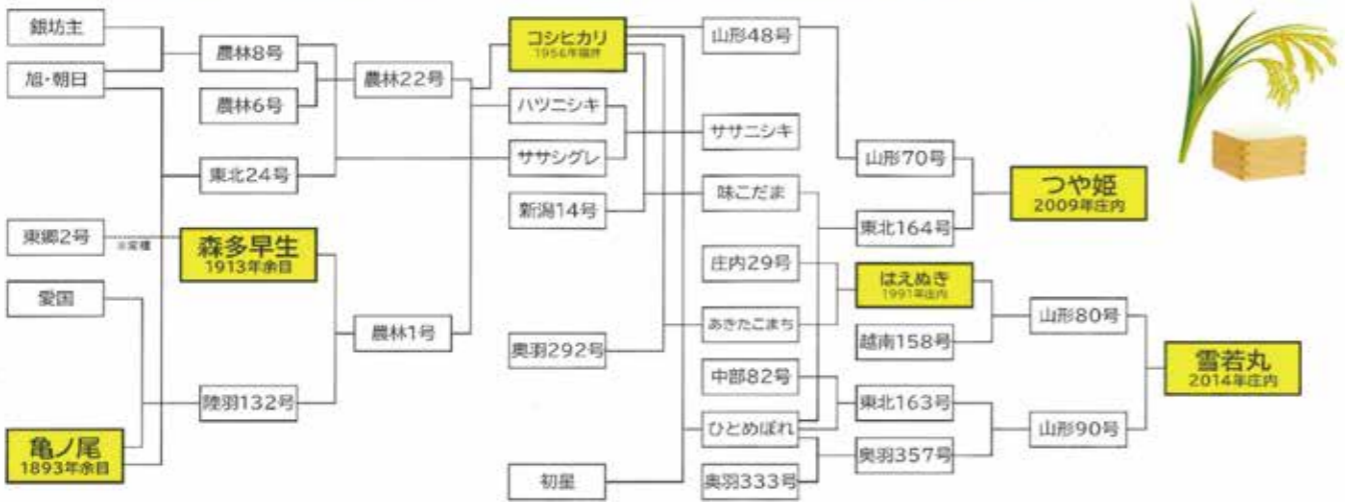 銀坊主
旭・朝日
東郷2号
※変種
愛国
亀ノ尾
1893年余目
農林8号
農林6号
東北24号
森多早生
1913年余目
陸羽132号
農林22号
農林1号
コシヒカリ
1956年福井
ハツニシキ
ササシグレ
新潟14号
奥羽292号
初星
山形48号
ササニシキ
味こだま
庄内29号
あきたこまち
中部82号
ひとめぼれ
奥羽333号
山形70号
東北164号
はえぬき
1991年庄内
越南158号
東北163号
奥羽357号
つや姫
2009年庄内
山形80号
山形90号
雪若丸
2014年庄内